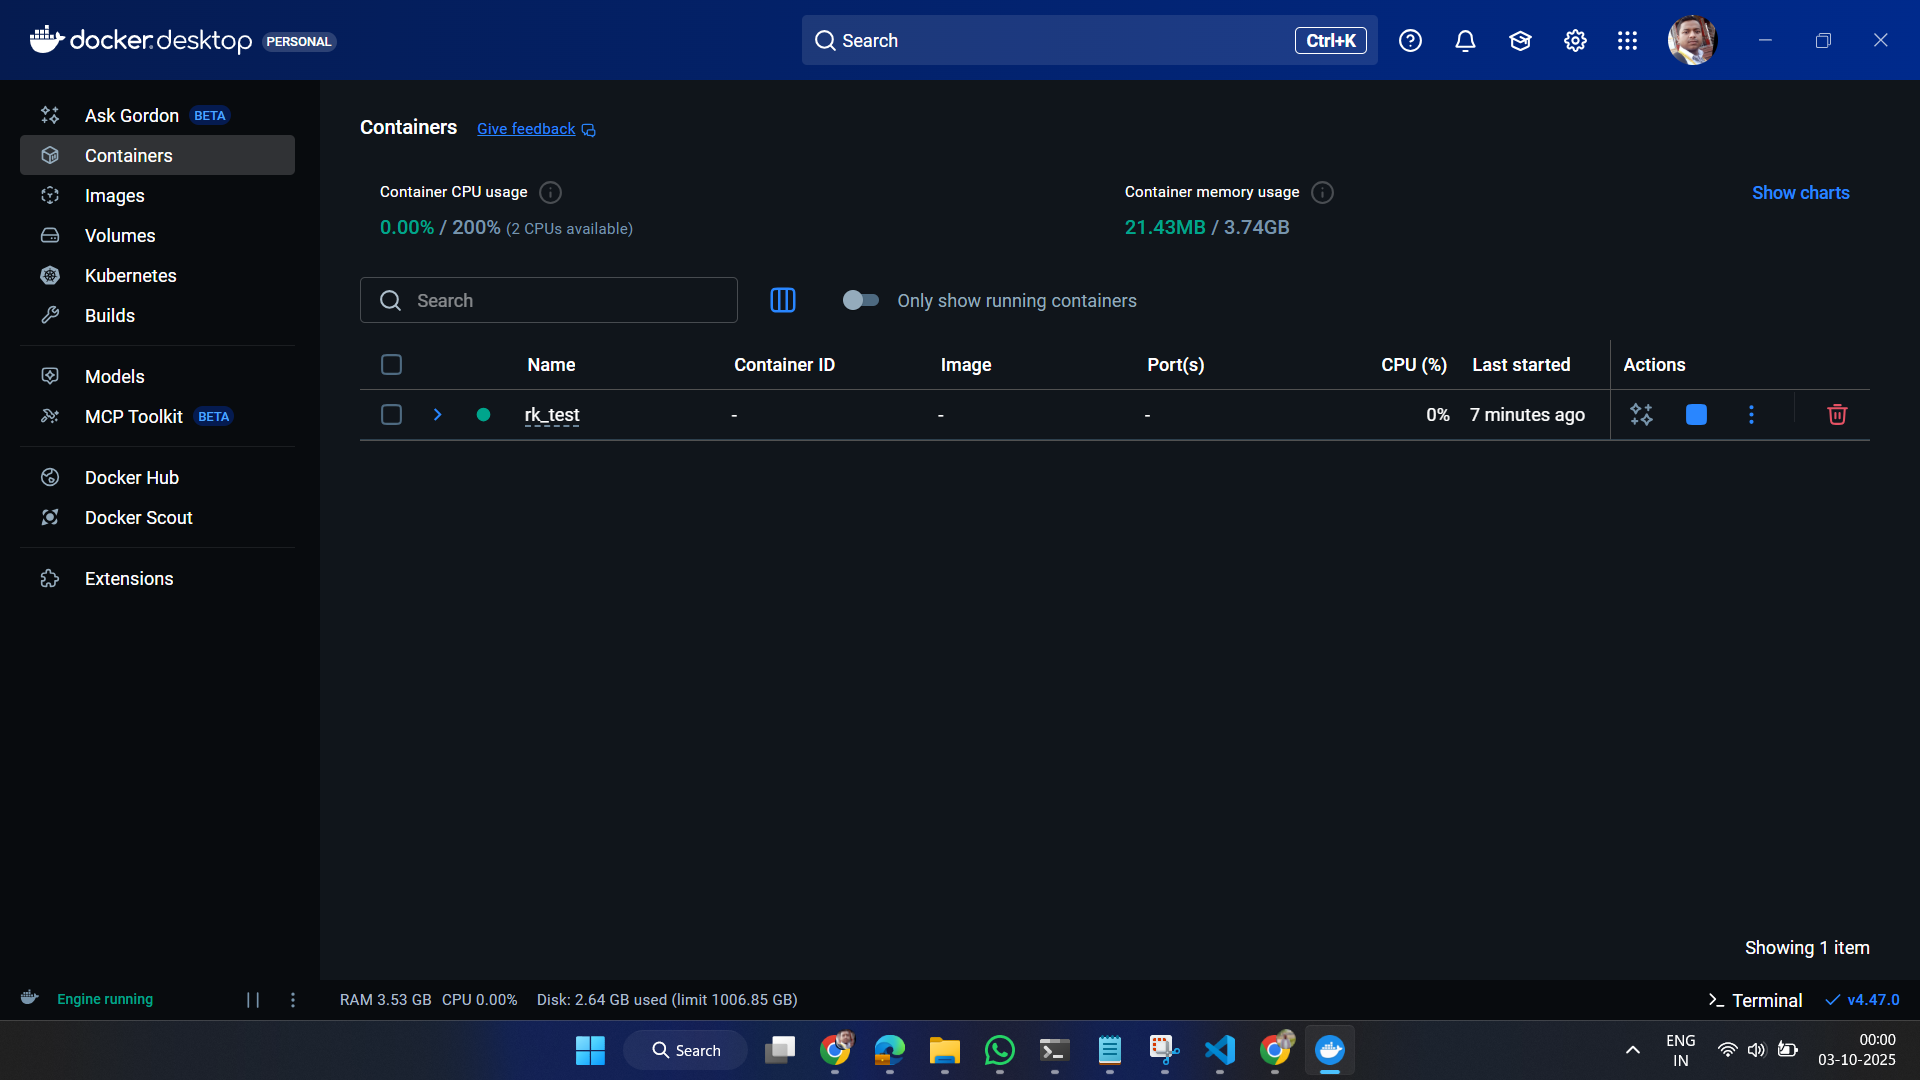 docker.desktop PERSONAL
Search Ctrl+K
Ask Gordon BETA
Containers
Images
Volumes
Kubernetes
Builds
Models
MCP Toolkit BETA
Docker Hub
Docker Scout
Extensions
Containers Give feedback
Container CPU usage
0.00% / 200% (2 CPUs available)
Container memory usage
21.43MB / 3.74GB
Show charts
Search
Only show running containers
Name Container ID Image Port(s) CPU (%) Last started Actions
rk_test - - - 0% 7 minutes ago
Showing 1 item
Engine running
RAM 3.53 GB CPU 0.00% Disk: 2.64 GB used (limit 1006.85 GB)
Terminal v4.47.0
Search
ENG
IN
00:00
03-10-2025